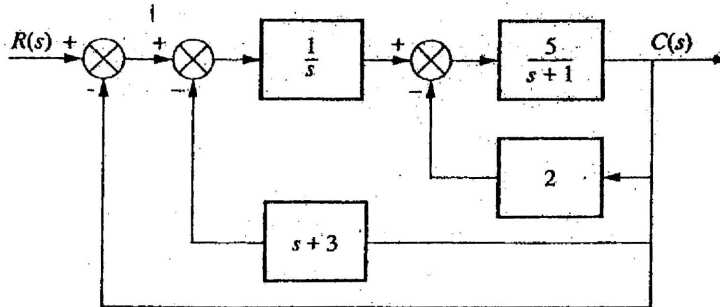 R(s) + + 1/s + 5/(s + 1) C(s)
- - -
2
s + 3